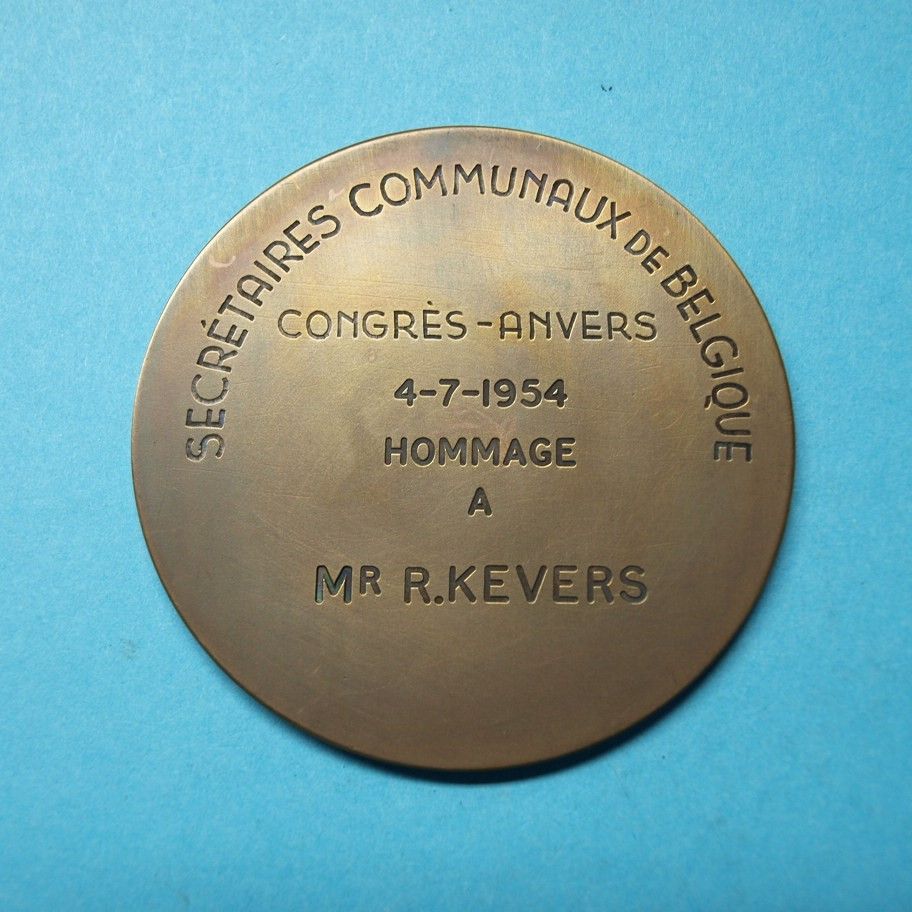 SECRÉTAIRES COMMUNAUX DE BELGIQUE
CONGRÈS-ANVERS
4-7-1954
HOMMAGE
A
MR R.KEVERS